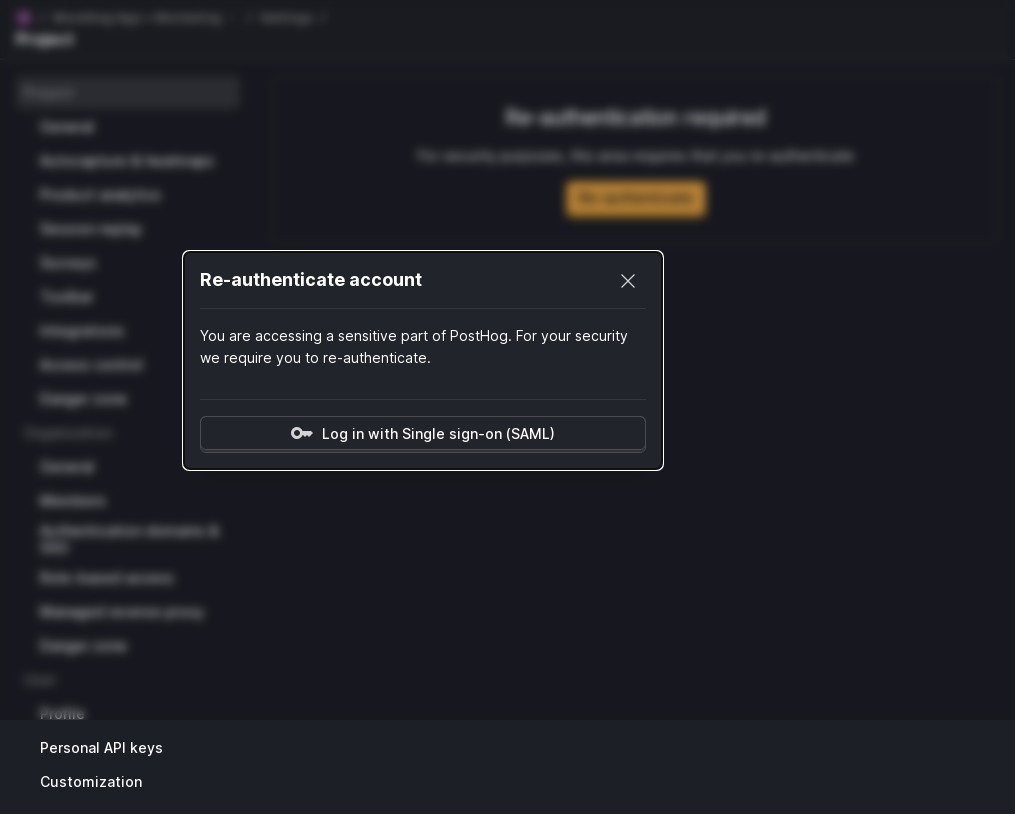 Settings
Project
Project
Re-authentication required
General
Autocapture & heatmaps
For security purposes, this area requires that you re-authenticate
Product analytics
Re-authenticate
Session replay
Surveys
Toolbar
Integrations
Access control
Danger zone
Re-authenticate account
You are accessing a sensitive part of PostHog. For your security
we require you to re-authenticate.
Log in with Single sign-on (SAML)
Organization
General
Members
Authentication domains &
SSO
Role-based access
Managed reverse proxy
Danger zone
User
Profile
Personal API keys
Customization